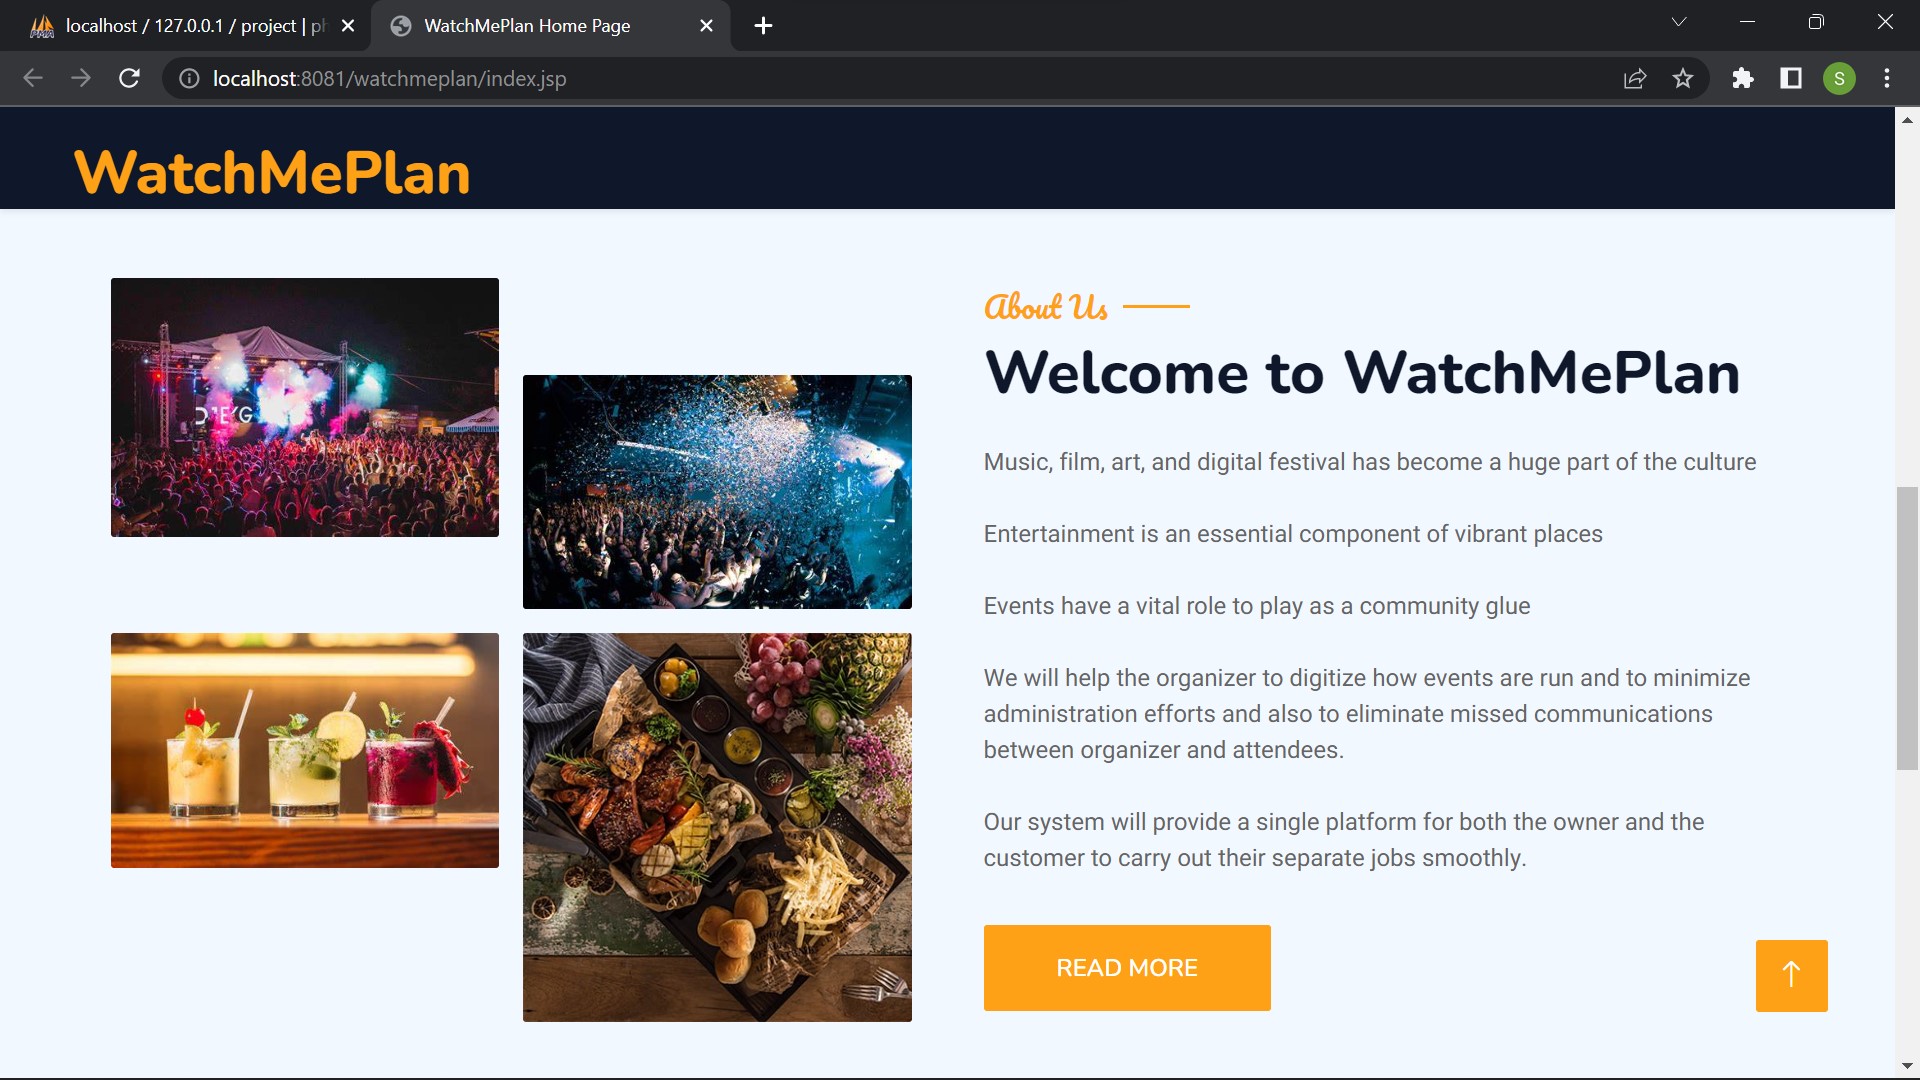 localhost / 127.0.0.1 / project | ph
WatchMePlan Home Page
localhost:8081/watchmeplan/index.jsp
S
WatchMePlan
About Us
Welcome to WatchMePlan
Music, film, art, and digital festival has become a huge part of the culture
Entertainment is an essential component of vibrant places
Events have a vital role to play as a community glue
We will help the organizer to digitize how events are run and to minimize
administration efforts and also to eliminate missed communications
between organizer and attendees.
Our system will provide a single platform for both the owner and the
customer to carry out their separate jobs smoothly.
READ MORE